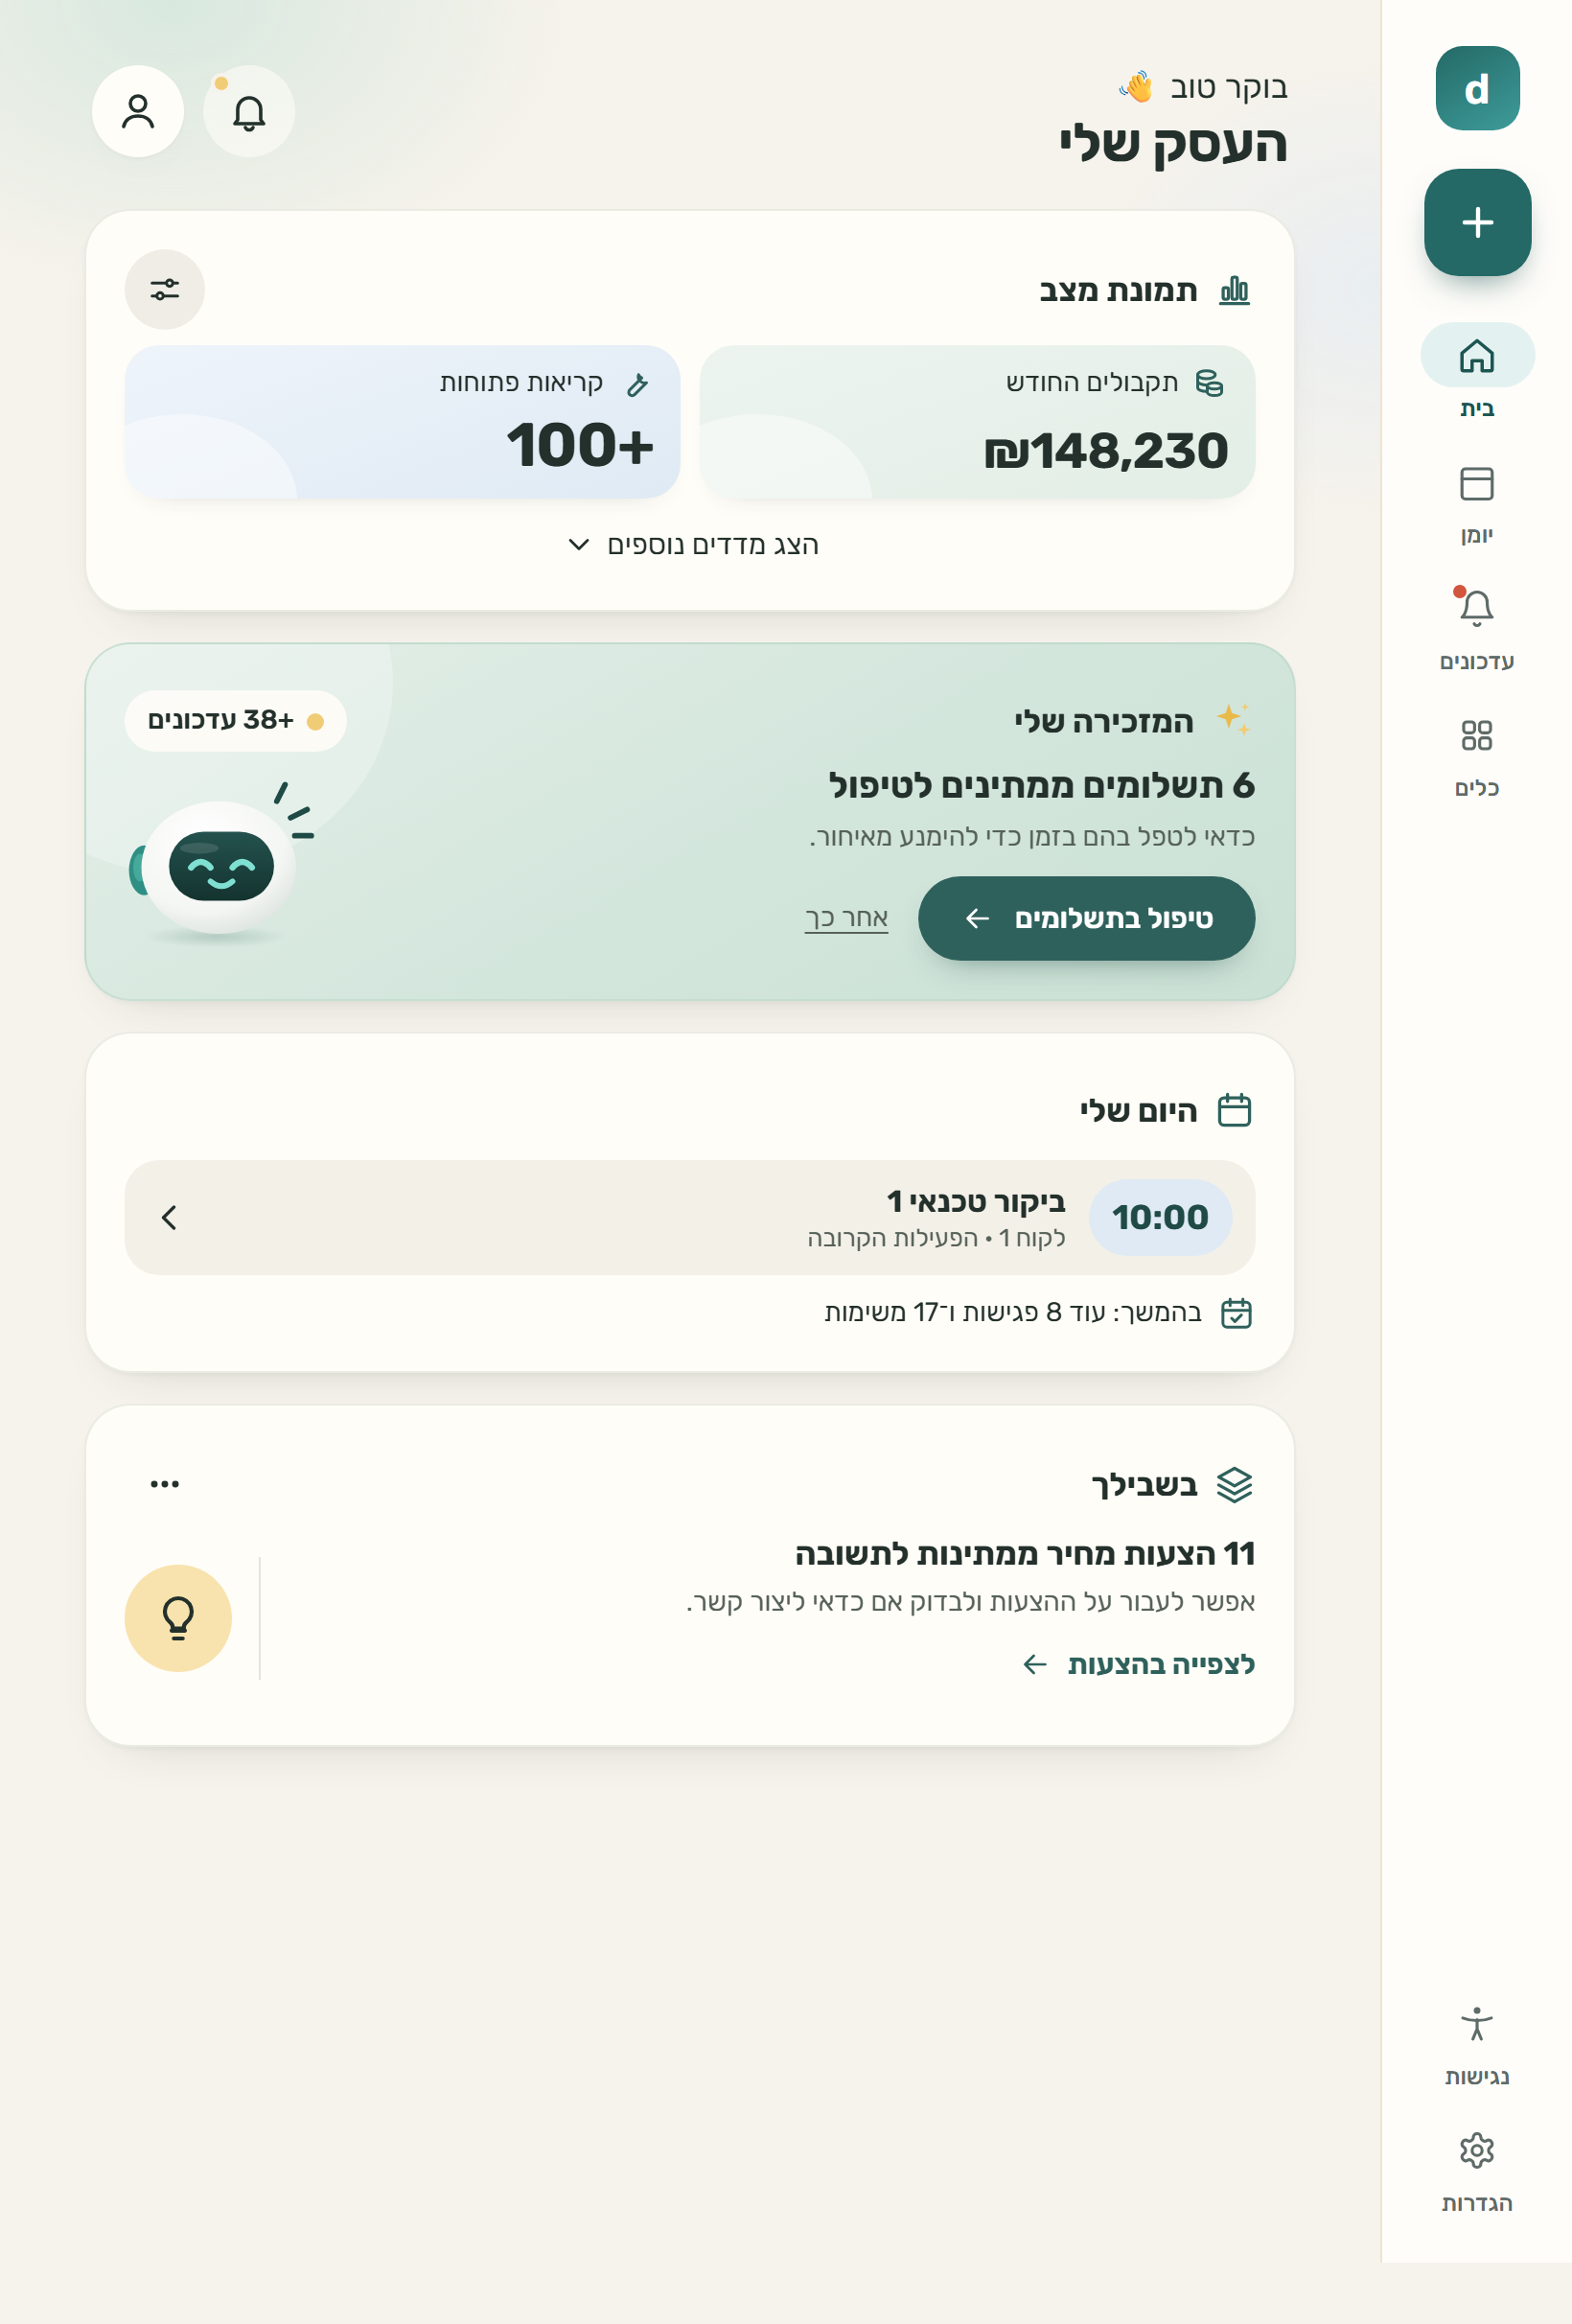 d
בית
יומן
עדכונים
כלים
נגישות
הגדרות
בוקר טוב 👋
העסק שלי
תמונת מצב
תקבולים החודש
₪148,230
קריאות פתוחות
100+
הצג מדדים נוספים
המזכירה שלי
+38 עדכונים
6 תשלומים ממתינים לטיפול
כדאי לטפל בהם בזמן כדי להימנע מאיחור.
טיפול בתשלומים ←
אחר כך
היום שלי
10:00
ביקור טכנאי 1
לקוח 1 • הפעילות הקרובה
בהמשך: עוד 8 פגישות ו־17 משימות
בשבילך
11 הצעות מחיר ממתינות לתשובה
אפשר לעבור על ההצעות ולבדוק אם כדאי ליצור קשר.
לצפייה בהצעות ←